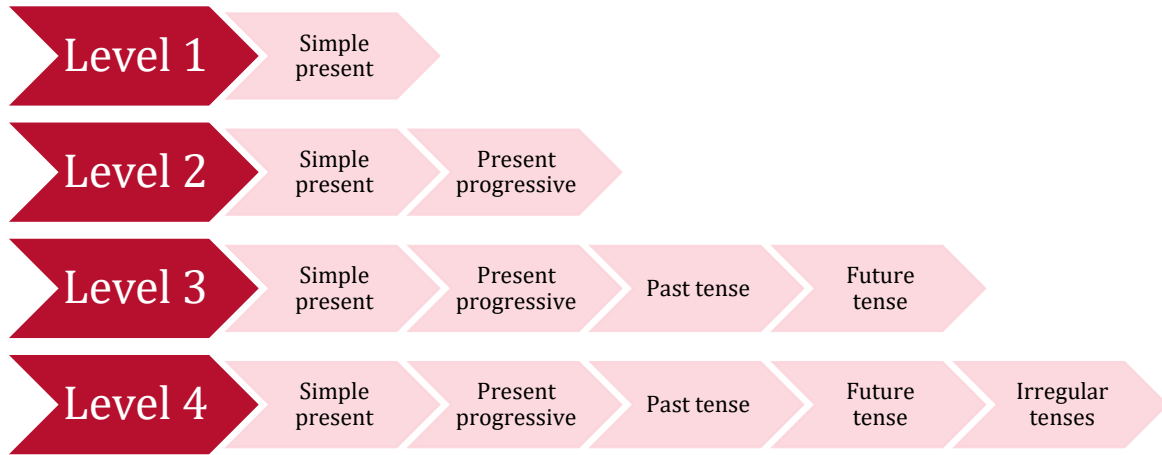 Level 1
Simple
present
Level 2
Simple
present
Present
progressive
Level 3
Simple
present
Present
progressive
Past tense
Future
tense
Level 4
Simple
present
Present
progressive
Past tense
Future
tense
Irregular
tenses